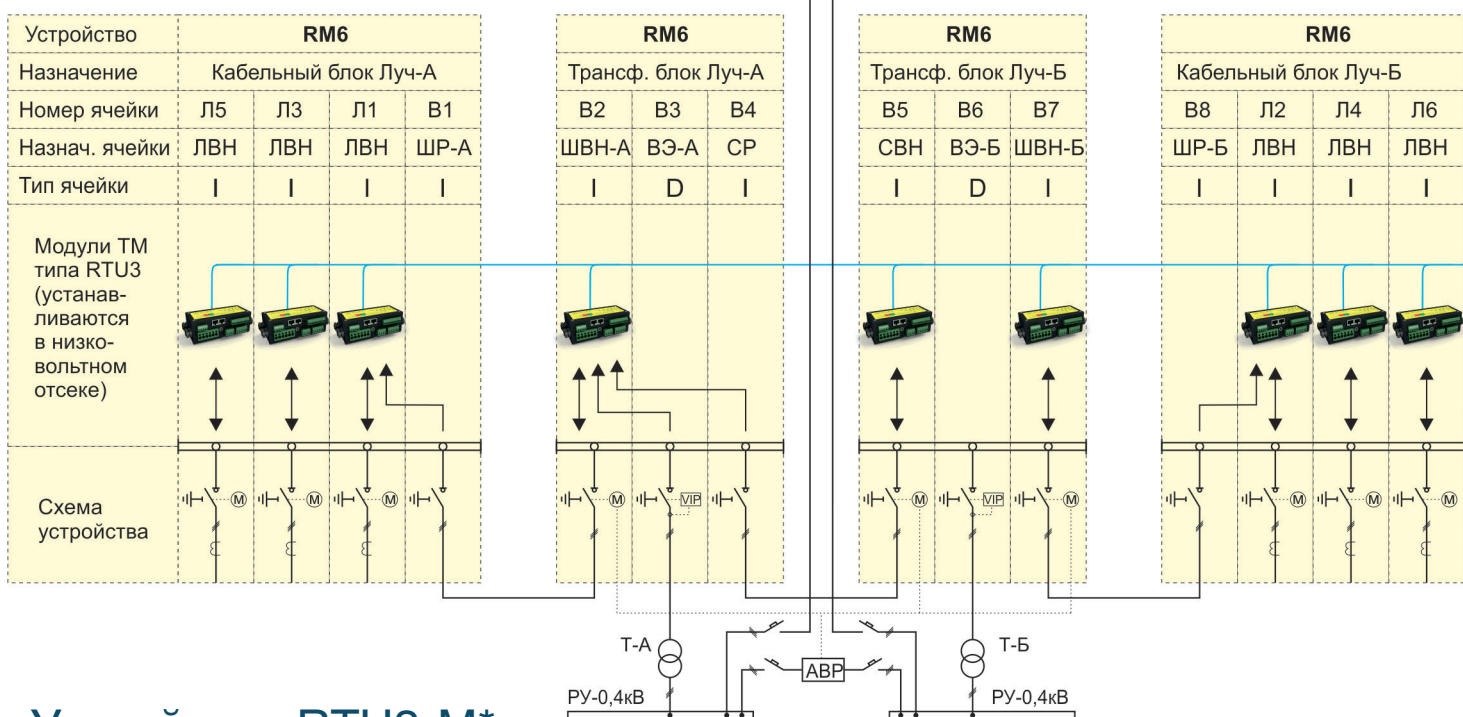 Устройство RM6 RM6 RM6 RM6
Назначение Кабельный блок Луч-А Трансф. блок Луч-А Трансф. блок Луч-Б Кабельный блок Луч-Б
Номер ячейки Л5 Л3 Л1 В1 В2 В3 В4 В5 В6 В7 В8 Л2 Л4 Л6
Назнач. ячейки ЛВН ЛВН ЛВН ШР-А ШВН-А ВЭ-А СР СВН ВЭ-Б ШВН-Б ШР-Б ЛВН ЛВН ЛВН
Тип ячейки I I I I I D I I D I I I I I
Модули ТМ
типа RTU3
(устанав-
ливаются
в низко-
вольтном
отсеке)
Схема
устройства
M M M M VIP M VIP M M M M
Т-А Т-Б
АВР
РУ-0,4кВ РУ-0,4кВ